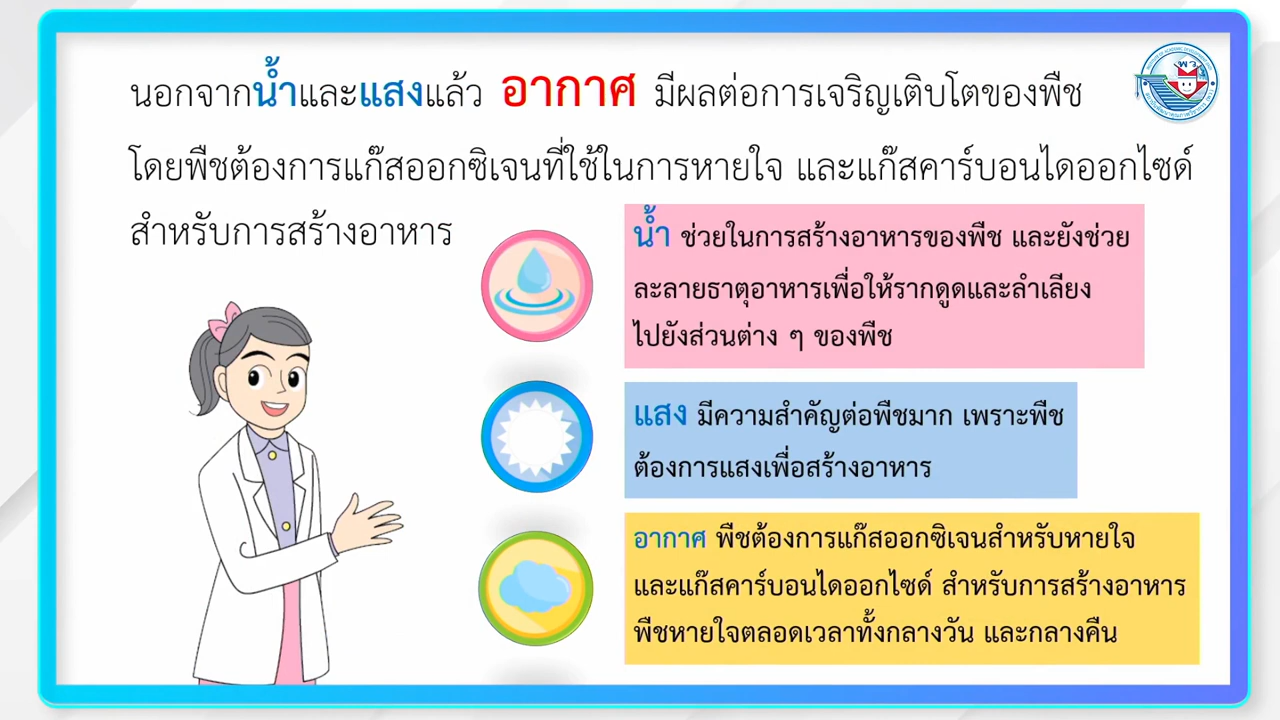 นอกจากน้ำและแสงแล้ว อากาศ มีผลต่อการเจริญเติบโตของพืช
โดยพืชต้องการแก๊สออกซิเจนที่ใช้ในการหายใจ และแก๊สคาร์บอนไดออกไซด์
สำหรับการสร้างอาหาร
น้ำ ช่วยในการสร้างอาหารของพืช และยังช่วย
ละลายธาตุอาหารเพื่อให้รากดูดและลำเลียง
ไปยังส่วนต่าง ๆ ของพืช
แสง มีความสำคัญต่อพืชมาก เพราะพืช
ต้องการแสงเพื่อสร้างอาหาร
อากาศ พืชต้องการแก๊สออกซิเจนสำหรับหายใจ
และแก๊สคาร์บอนไดออกไซด์ สำหรับการสร้างอาหาร
พืชหายใจตลอดเวลาทั้งกลางวัน และกลางคืน
พว